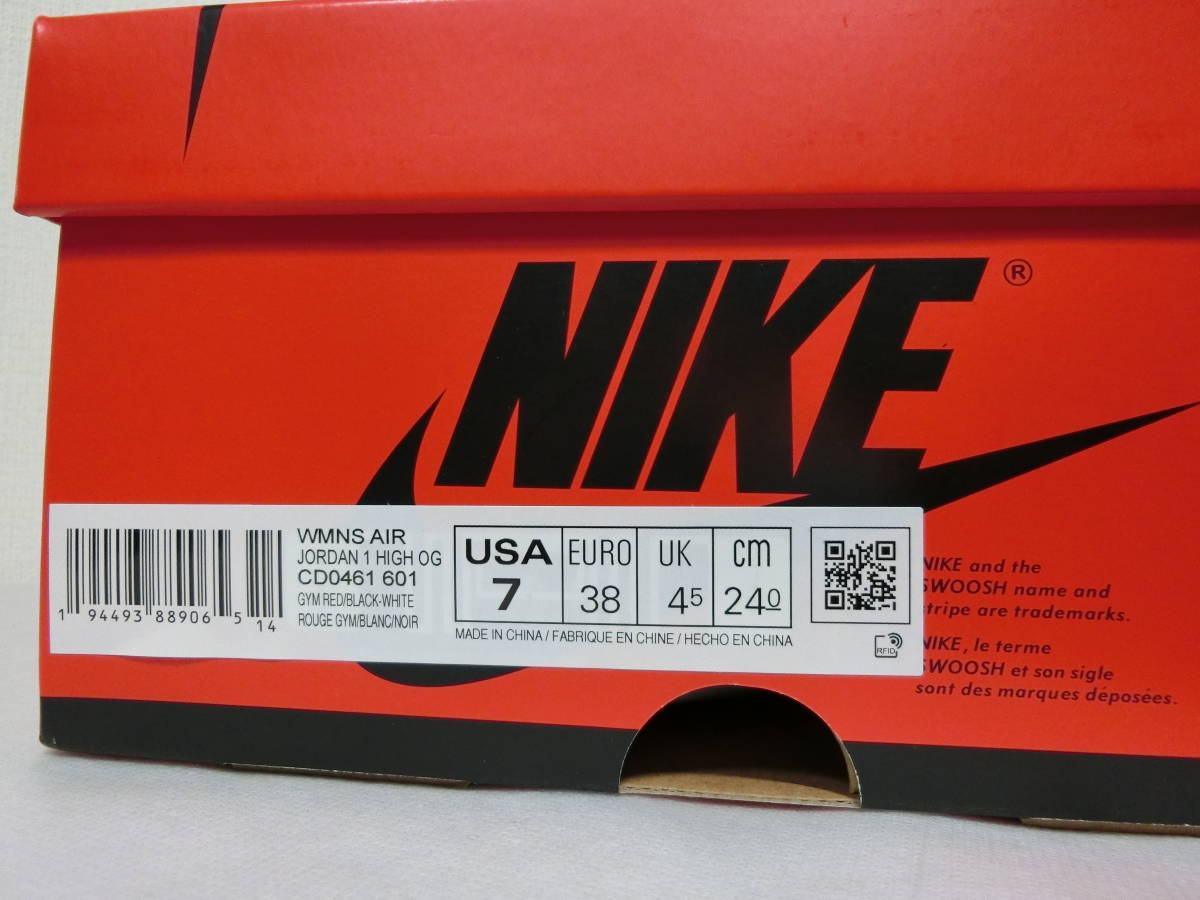 NIKE®
WMNS AIR
JORDAN 1 HIGH OG
CD0461 601
GYM RED/BLACK-WHITE
ROUGE GYM/BLANC/NOIR
1 94493 88906 5 14
USA
7
EURO
38
UK
4 5
cm
24 0
MADE IN CHINA / FABRIQUE EN CHINE / HECHO EN CHINA
RFID
NIKE and the
SWOOSH name and
stripe are trademarks.
NIKE, le terme
SWOOSH et son sigle
sont des marques déposées.